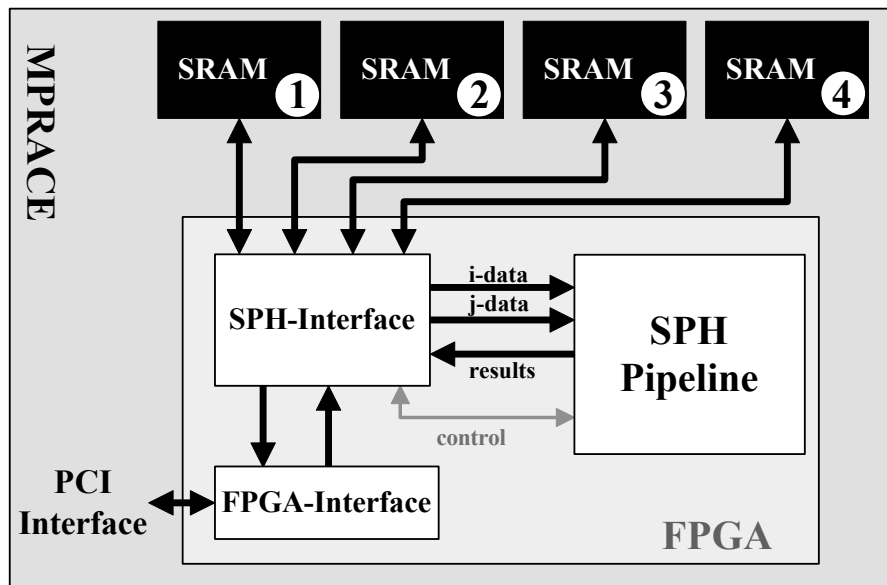 MPRACE
SRAM
1
SRAM
2
SRAM
3
SRAM
4
SPH-Interface
i-data
j-data
results
control
SPH
Pipeline
PCI
Interface
FPGA-Interface
FPGA